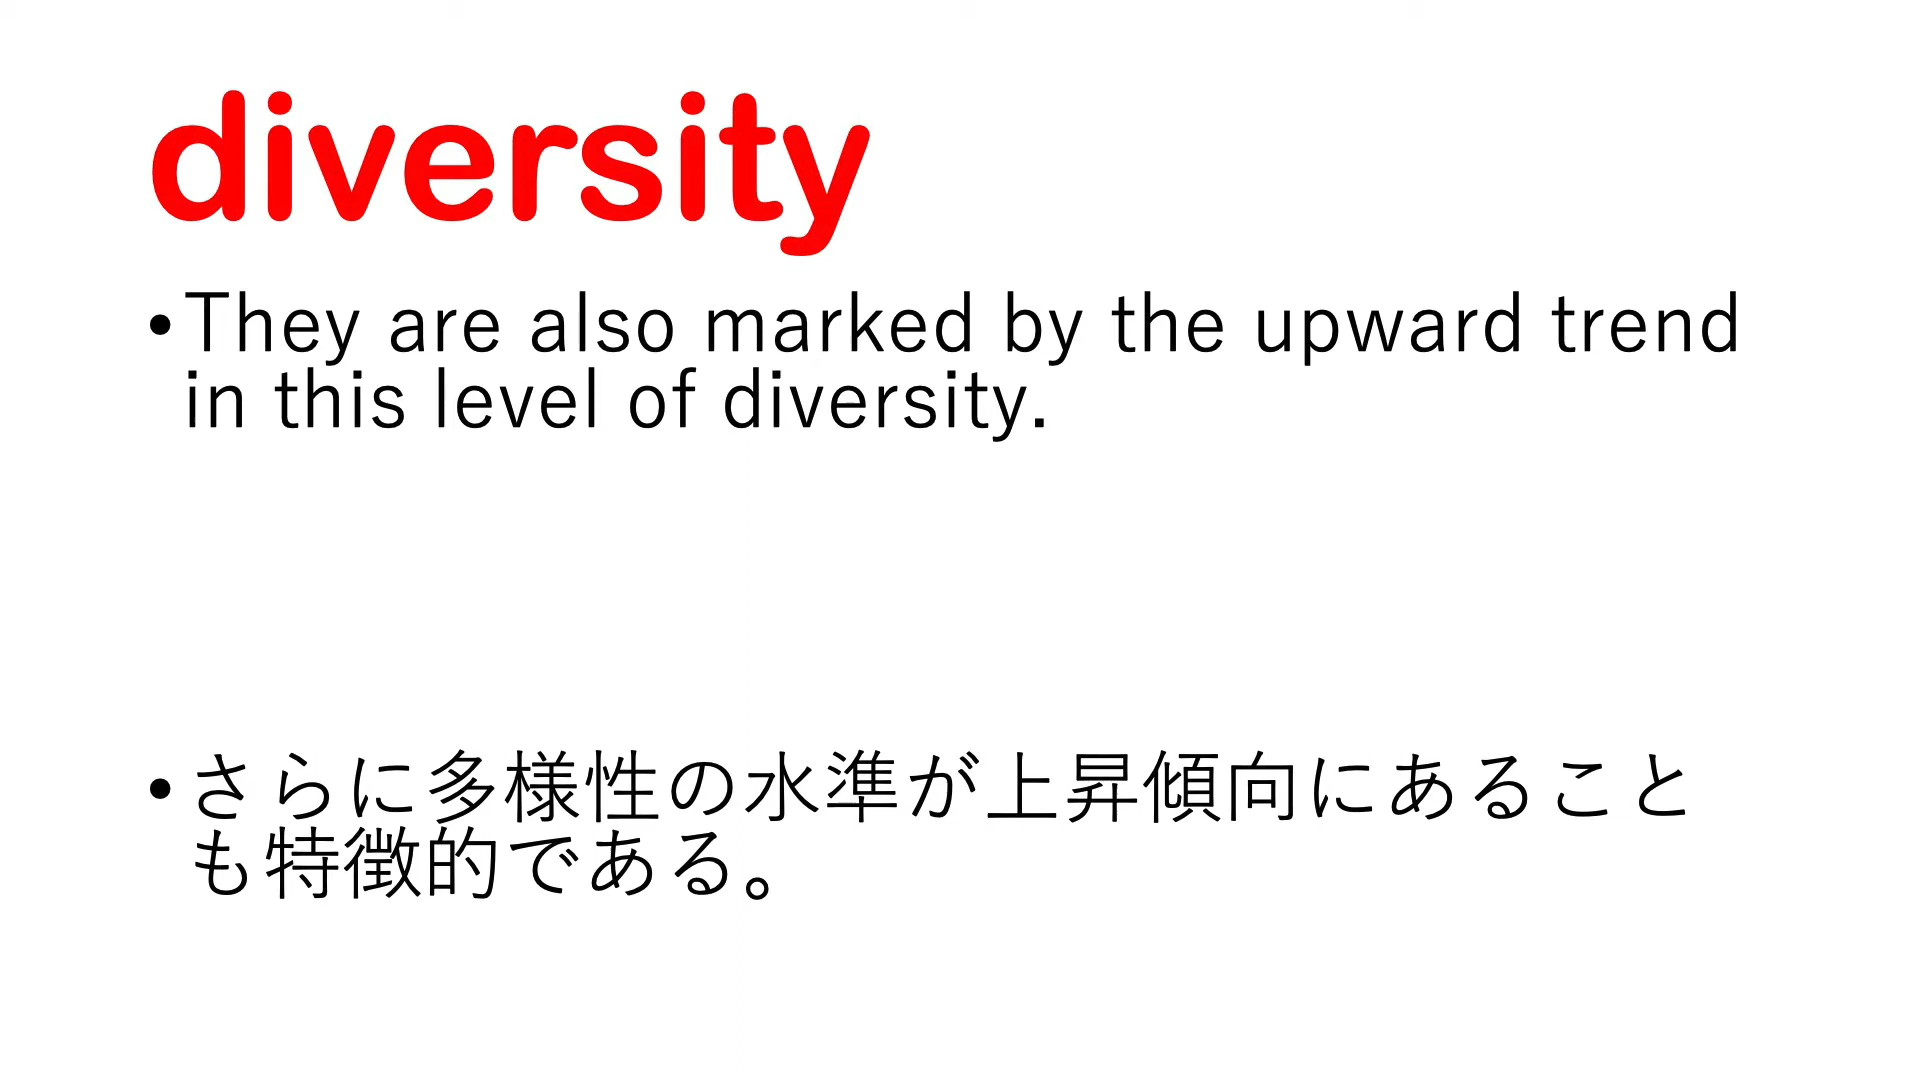 diversity
•They are also marked by the upward trend
in this level of diversity.
•さらに多様性の水準が上昇傾向にあること
も特徴的である。